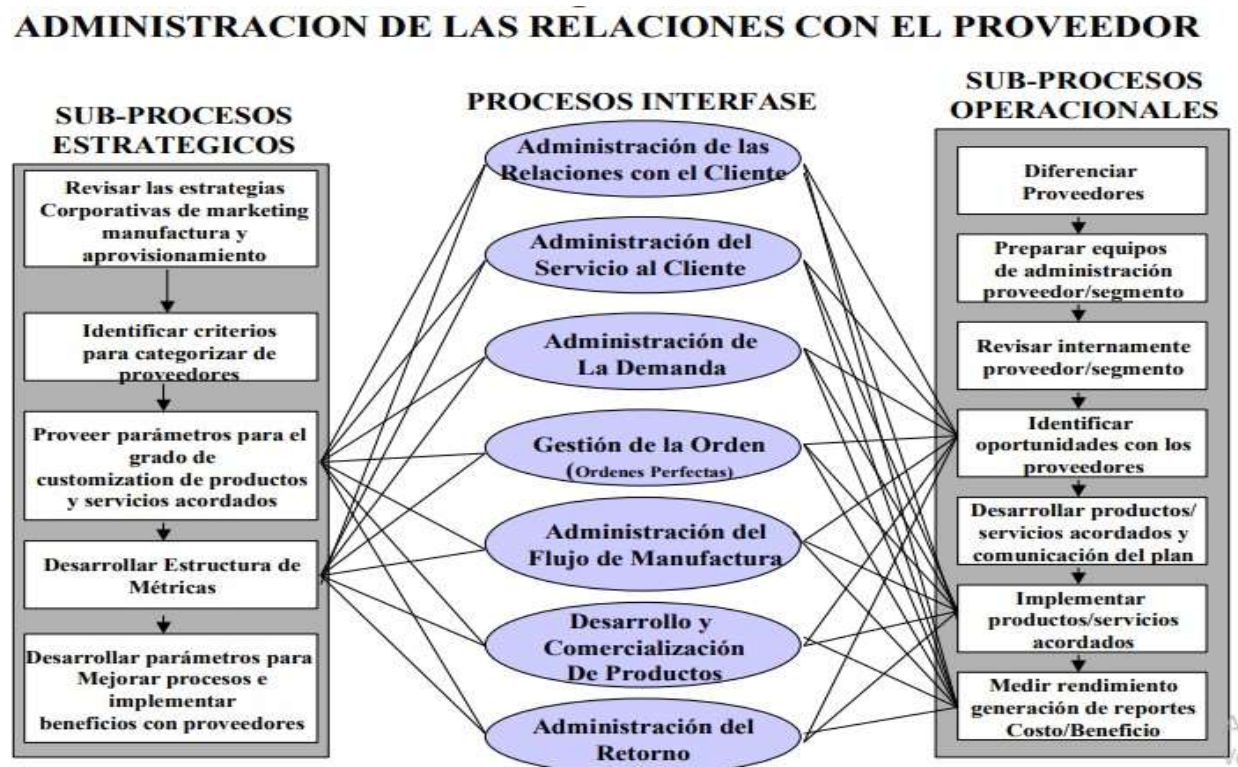 ADMINISTRACION DE LAS RELACIONES CON EL PROVEEDOR
SUB-PROCESOS
ESTRATEGICOS
Revisar las estrategias
Corporativas de marketing
manufactura y
aprovisionamiento
Identificar criterios
para categorizar de
proveedores
Proveer parámetros para el
grado de
customization de productos
y servicios acordados
Desarrollar Estructura de
Métricas
Desarrollar parámetros para
Mejorar procesos e
implementar
beneficios con proveedores
PROCESOS INTERFASE
Administración de las
Relaciones con el Cliente
Administración del
Servicio al Cliente
Administración de
La Demanda
Gestión de la Orden
(Ordenes Perfectas)
Administración del
Flujo de Manufactura
Desarrollo y
Comercialización
De Productos
Administración del
Retorno
SUB-PROCESOS
OPERACIONALES
Diferenciar
Proveedores
Preparar equipos
de administración
proveedor/segmento
Revisar internamente
proveedor/segmento
Identificar
oportunidades con los
proveedores
Desarrollar productos/
servicios acordados y
comunicación del plan
Implementar
productos/servicios
acordados
Medir rendimiento
generación de reportes
Costo/Beneficio